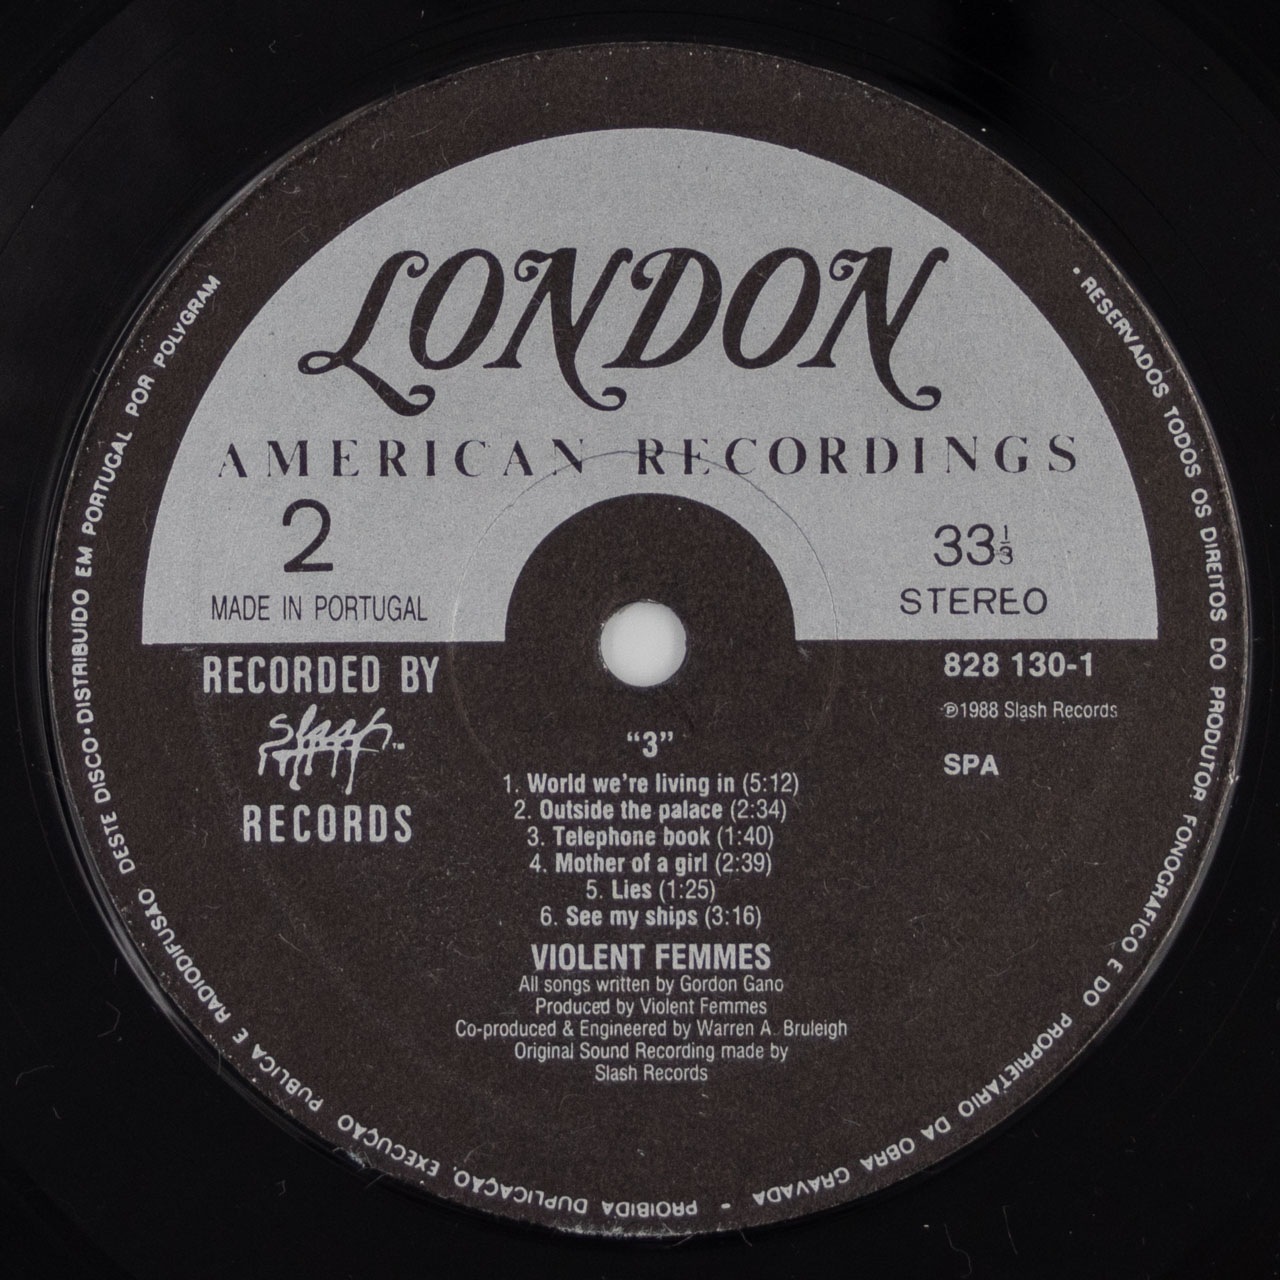 LONDON
AMERICAN RECORDINGS
2
33 1/3
MADE IN PORTUGAL
STEREO
RECORDED BY
Slash™
RECORDS
828 130-1
℗1988 Slash Records
SPA
“3”
1. World we're living in (5:12)
2. Outside the palace (2:34)
3. Telephone book (1:40)
4. Mother of a girl (2:39)
5. Lies (1:25)
6. See my ships (3:16)
VIOLENT FEMMES
All songs written by Gordon Gano
Produced by Violent Femmes
Co-produced & Engineered by Warren A. Bruleigh
Original Sound Recording made by
Slash Records
• RESERVADOS TODOS OS DIREITOS DO PRODUTOR FONOGRAFICO E DO PROPRIETARIO DA OBRA GRAVADA - PROIBIDA DUPLICAÇÃO, EXECUÇÃO PUBLICA E RADIODIFUSÃO DESTE DISCO•DISTRIBUIDO EM PORTUGAL POR POLYGRAM